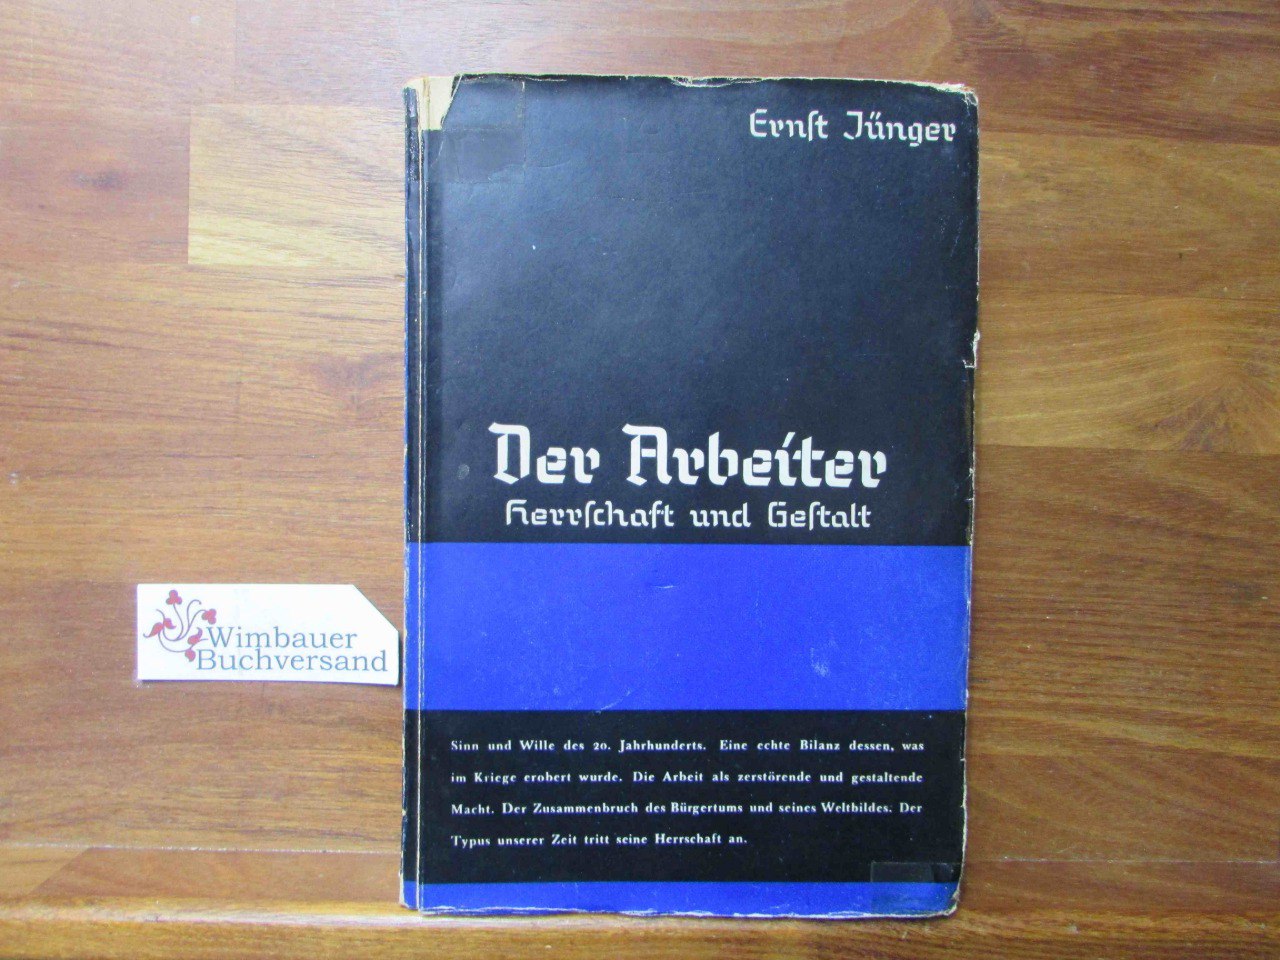 Ernst Jünger
Der Arbeiter
Herrschaft und Gestalt
Wimbauer
Buchversand
Sinn und Wille des 20. Jahrhunderts. Eine echte Bilanz dessen, was
im Kriege erobert wurde. Die Arbeit als zerstörende und gestaltende
Macht. Der Zusammenbruch des Bürgertums und seines Weltbildes. Der
Typus unserer Zeit tritt seine Herrschaft an.